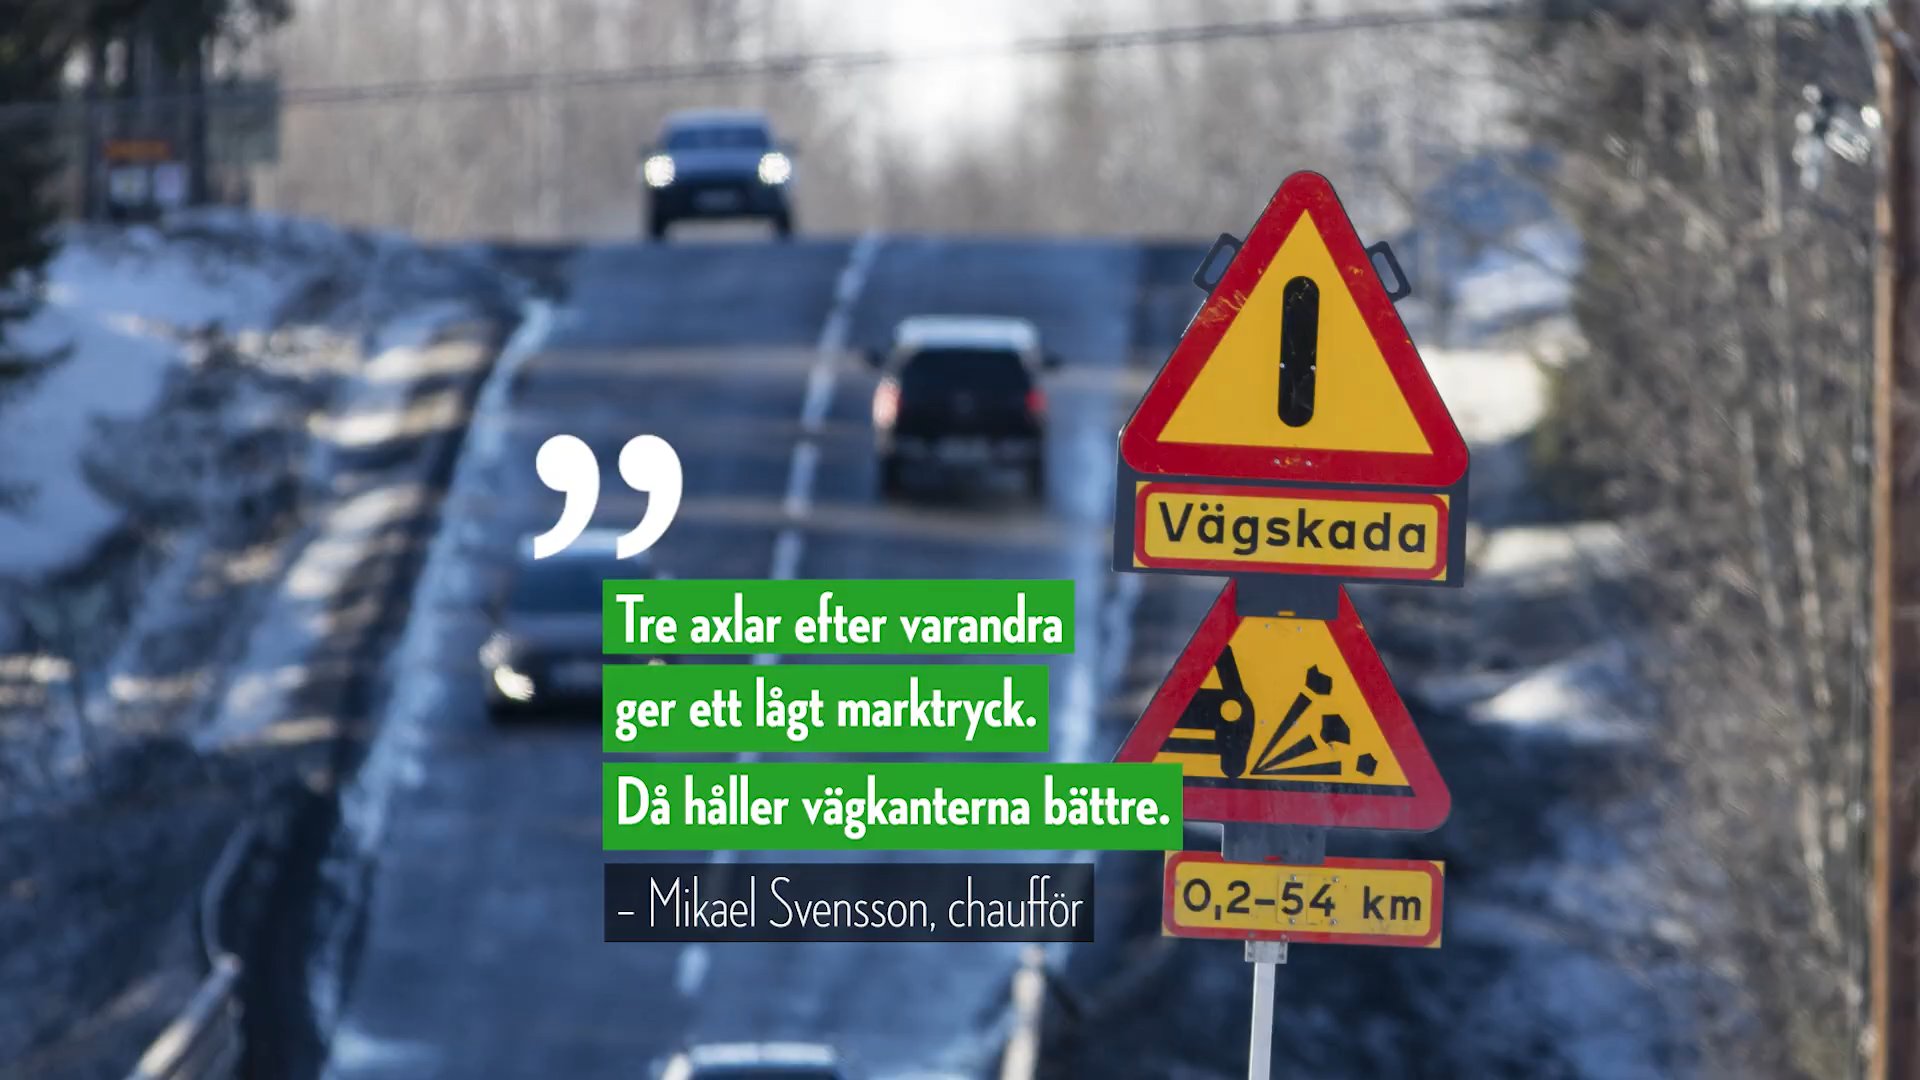 ”
Tre axlar efter varandra
ger ett lågt marktryck.
Då håller vägkanterna bättre.
– Mikael Svensson, chaufför
Vägskada
0,2–54 km